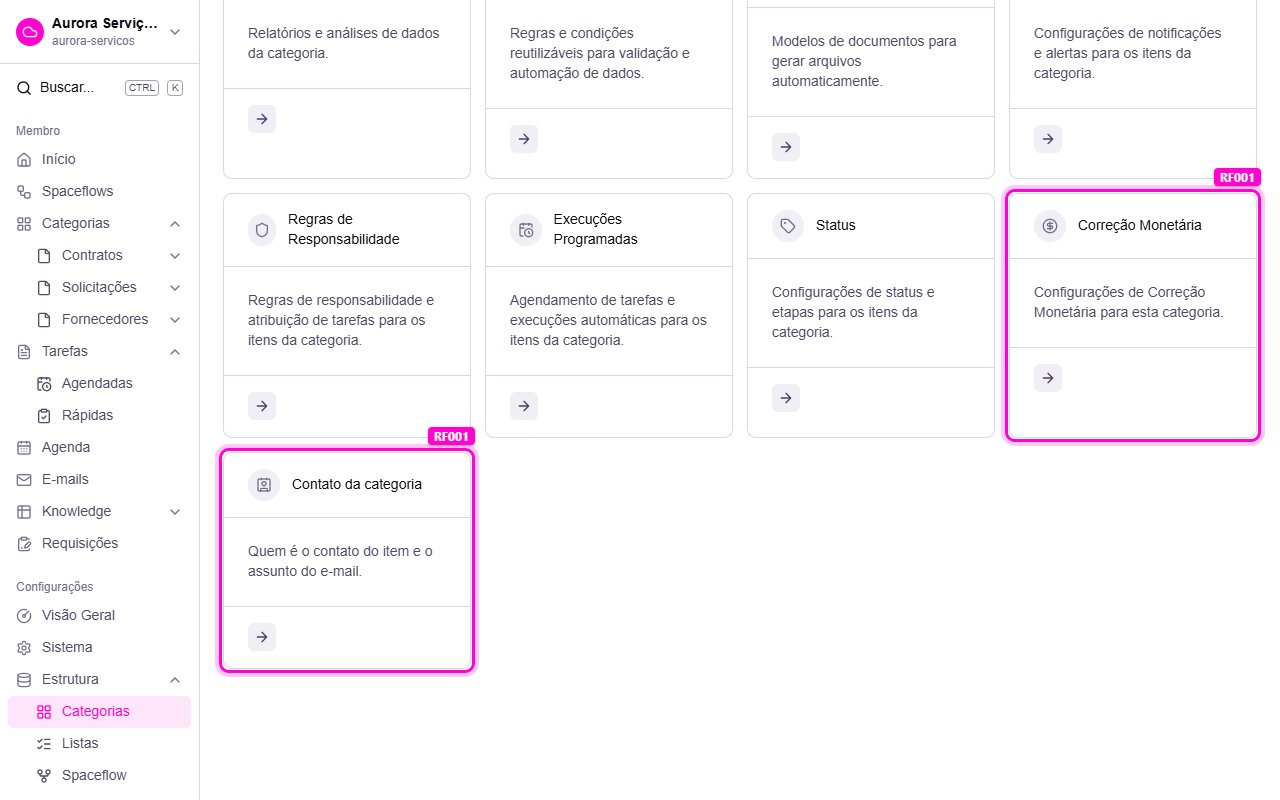 Aurora Serviç...
aurora-servicos
Buscar...
CTRL
K
Membro
Início
Spaceflows
Categorias
Contratos
Solicitações
Fornecedores
Tarefas
Agendadas
Rápidas
Agenda
E-mails
Knowledge
Requisições
Configurações
Visão Geral
Sistema
Estrutura
Categorias
Listas
Spaceflow
Relatórios e análises de dados
da categoria.
Regras e condições
reutilizáveis para validação e
automação de dados.
Modelos de documentos para
gerar arquivos
automaticamente.
Configurações de notificações
e alertas para os itens da
categoria.
Regras de
Responsabilidade
Regras de responsabilidade e
atribuição de tarefas para os
itens da categoria.
Execuções
Programadas
Agendamento de tarefas e
execuções automáticas para os
itens da categoria.
Status
Configurações de status e
etapas para os itens da
categoria.
RF001
Correção Monetária
Configurações de Correção
Monetária para esta categoria.
RF001
Contato da categoria
Quem é o contato do item e o
assunto do e-mail.